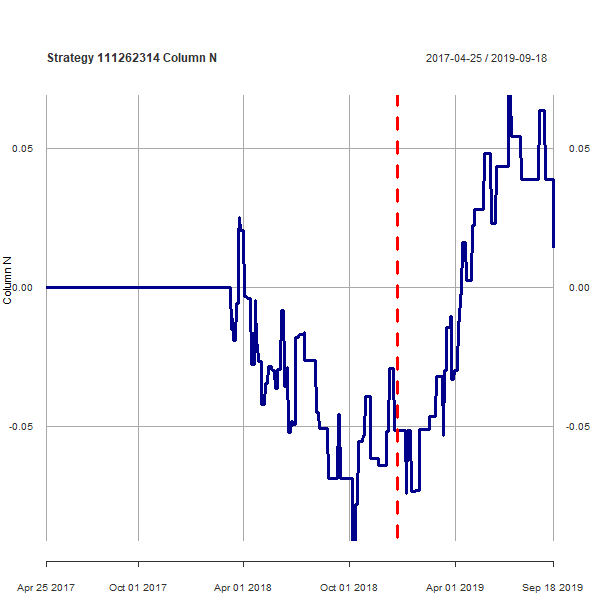 Strategy 111262314 Column N
2017-04-25 / 2019-09-18
0.05
0.05
0.00
0.00
-0.05
-0.05
Column N
Apr 25 2017
Oct 01 2017
Apr 01 2018
Oct 01 2018
Apr 01 2019
Sep 18 2019